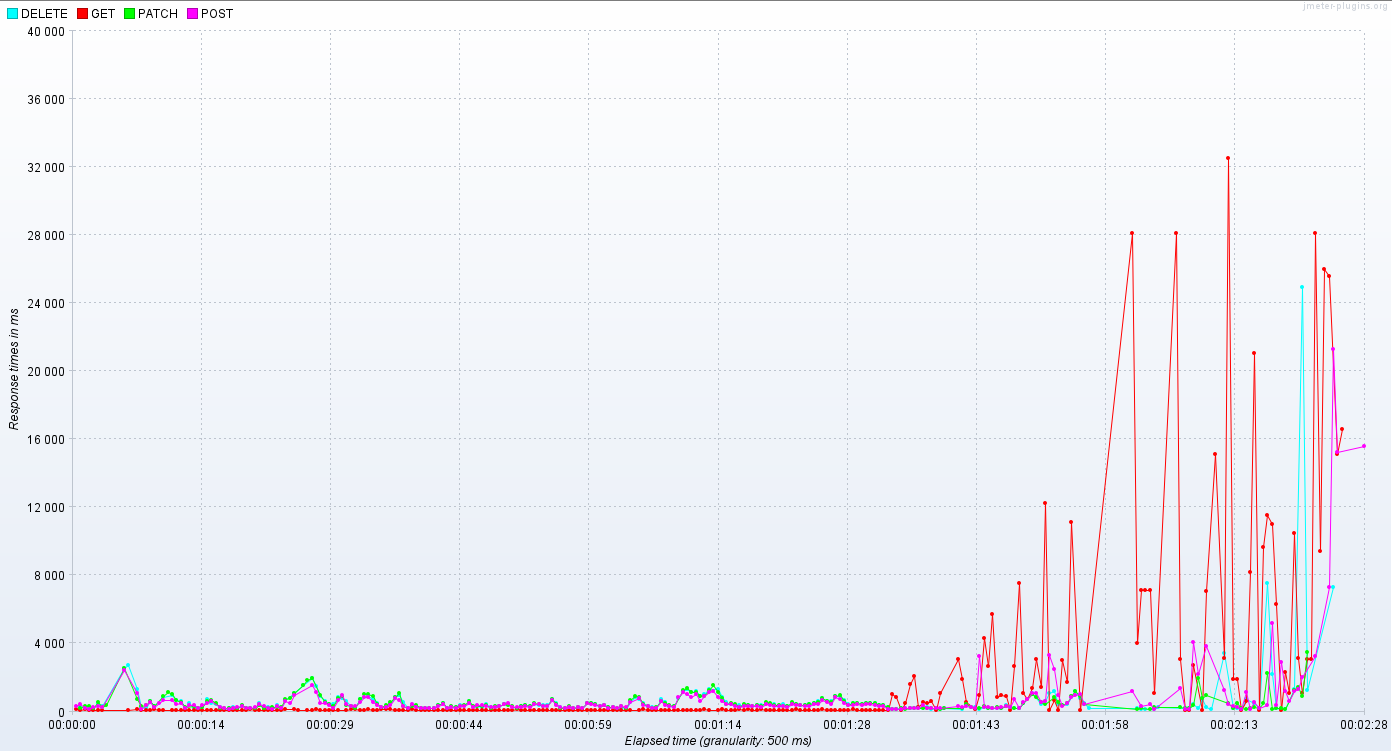 DELETE GET PATCH POST
jmeter-plugins.org
40 000
36 000
32 000
28 000
24 000
20 000
16 000
12 000
8 000
4 000
0
Response times in ms
00:00:00 00:00:14 00:00:29 00:00:44 00:00:59 00:01:14 00:01:28 00:01:43 00:01:58 00:02:13 00:02:28
Elapsed time (granularity: 500 ms)